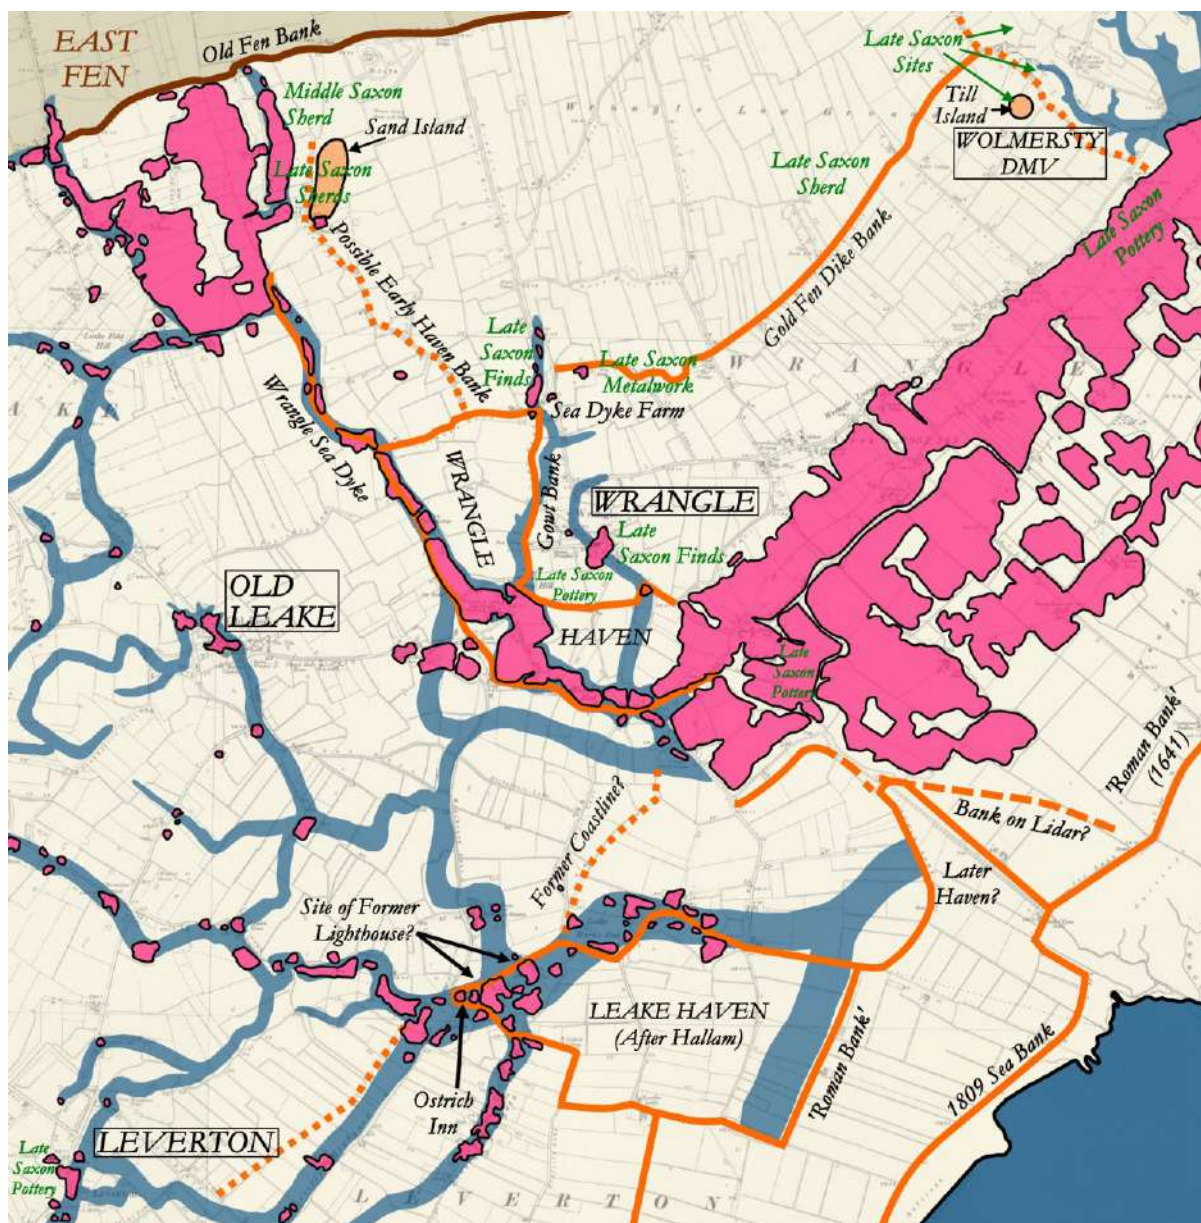 EAST
FEN
Old Fen Bank
Middle Saxon
Sherd
Sand Island
Late Saxon
Sherds
Possible Early Haven Bank
Late Saxon
Sites
Till
Island
WOLMERSTY
DMV
Late Saxon
Sherd
Late Saxon
Pottery
Gold Fen Dike Bank
Late
Saxon
Finds
Late Saxon
Metalwork
Sea Dyke Farm
WRANGLE
Wrangle Sea Dyke
WRANGLE
Gowt Bank
WRANGLE
Late
Saxon Finds
Late Saxon
Pottery
OLD
LEAKE
HAVEN
Late
Saxon
Pottery
'Roman Bank'
(1641)
Former Coastline?
Bank on Lidar?
Later
Haven?
Site of Former
Lighthouse?
LEAKE HAVEN
(After Hallam)
'Roman Bank'
1809 Sea Bank
Ostrich
Inn
LEVERTON
Late
Saxon
Pottery
LEVERTON